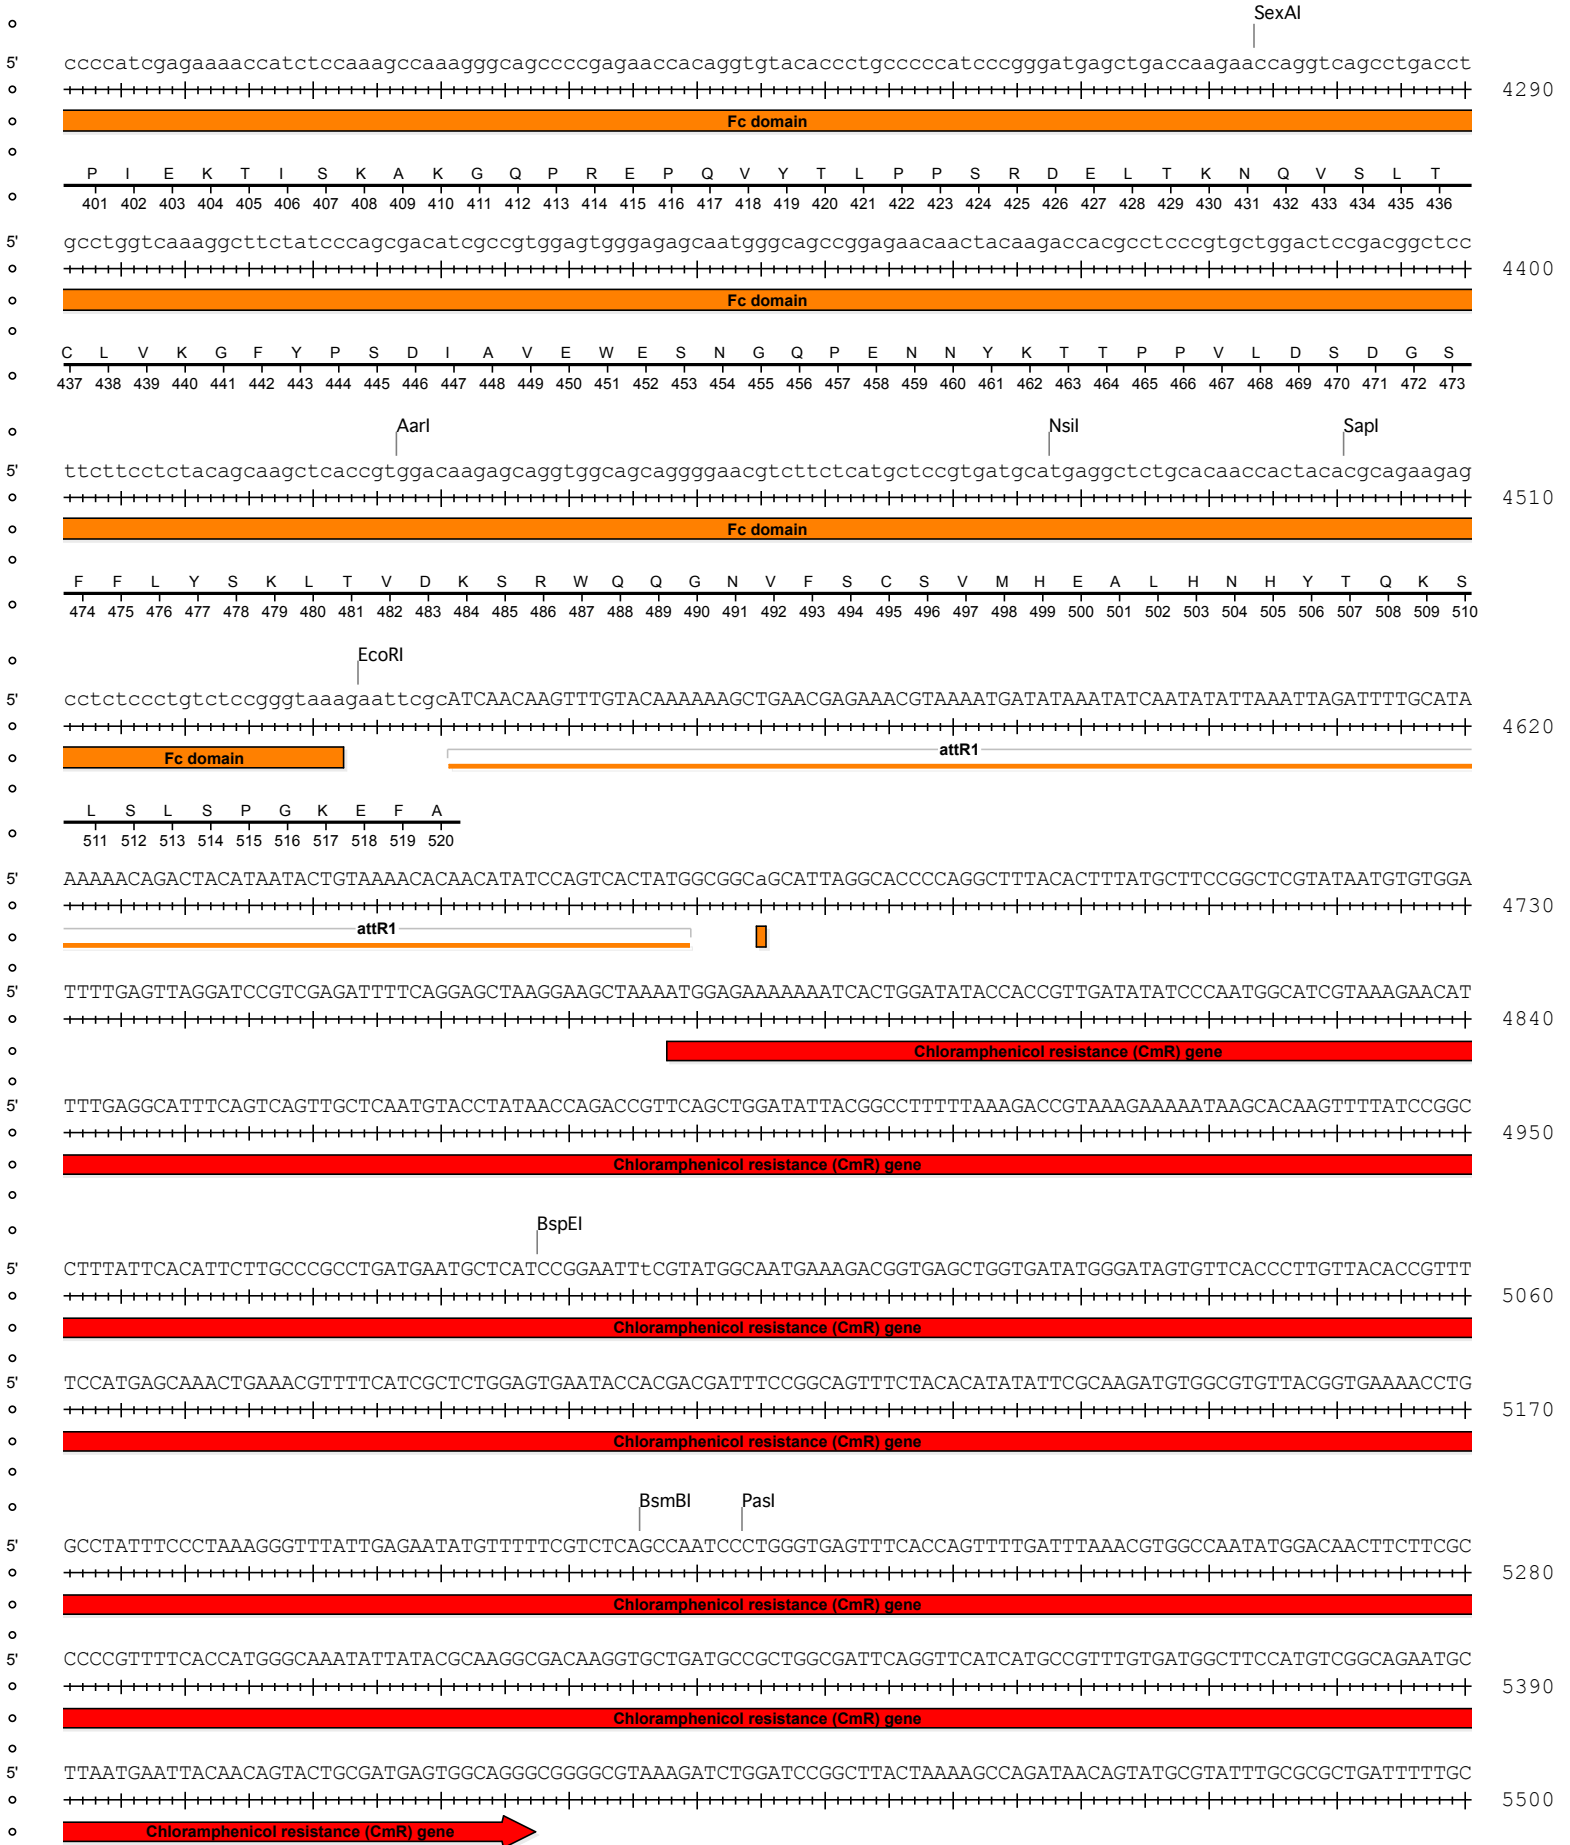 SexAI
5' ccccatcgagaaaaccatctccaaagccaaagggcagccccgagaaccacaggtgtacaccctgcccccatcccgggatgagctgaccaagaaccaggtcagcctgacct
4290
Fc domain
P I E K T I S K A K G Q P R E P Q V Y T L P P S R D E L T K N Q V S L T
401 402 403 404 405 406 407 408 409 410 411 412 413 414 415 416 417 418 419 420 421 422 423 424 425 426 427 428 429 430 431 432 433 434 435 436
5' gcctggtcaaaggcttctatcccagcgacatcgccgtggagtgggagagcaatgggcagccggagaacaactacaagaccacgcctcccgtgctggactccgacggctcc
4400
Fc domain
C L V K G F Y P S D I A V E W E S N G Q P E N N Y K T T P P V L D S D G S
437 438 439 440 441 442 443 444 445 446 447 448 449 450 451 452 453 454 455 456 457 458 459 460 461 462 463 464 465 466 467 468 469 470 471 472 473
AarI NsiI SapI
5' ttcttcctctacagcaagctcaccgtggacaagagcaggtggcagcaggggaacgtcttctcatgctccgtgatgcatgaggctctgcacaaccactacacgcagaagag
4510
Fc domain
F F L Y S K L T V D K S R W Q Q G N V F S C S V M H E A L H N H Y T Q K S
474 475 476 477 478 479 480 481 482 483 484 485 486 487 488 489 490 491 492 493 494 495 496 497 498 499 500 501 502 503 504 505 506 507 508 509 510
EcoRI
5' cctctccctgtctccgggtaaagaattcgcATCAACAAGTTTGTACAAAAAAGCTGAACGAGAAACGTAAAATGATATAAATATCAATATATTAAATTAGATTTTGCATA
4620
Fc domain attR1
L S L S P G K E F A
511 512 513 514 515 516 517 518 519 520
5' AAAAACAGACTACATAATACTGTAAAACACAACATATCCAGTCACTATGGCGGCaGCATTAGGCACCCCAGGCTTTACACTTTATGCTTCCGGCTCGTATAATGTGTGGA
4730
attR1
5' TTTTGAGTTAGGATCCGTCGAGATTTTCAGGAGCTAAGGAAGCTAAAATGGAGAAAAAAATCACTGGATATACCACCGTTGATATATCCCAATGGCATCGTAAAGAACAT
4840
Chloramphenicol resistance (CmR) gene
5' TTTGAGGCATTTCAGTCAGTTGCTCAATGTACCTATAACCAGACCGTTCAGCTGGATATTACGGCCTTTTTAAAGACCGTAAAGAAAAATAAGCACAAGTTTTATCCGGC
4950
Chloramphenicol resistance (CmR) gene
BspEI
5' CTTTATTCACATTCTTGCCCGCCTGATGAATGCTCATCCGGAATTtCGTATGGCAATGAAAGACGGTGAGCTGGTGATATGGGATAGTGTTCACCCTTGTTACACCGTTT
5060
Chloramphenicol resistance (CmR) gene
5' TCCATGAGCAAACTGAAACGTTTTCATCGCTCTGGAGTGAATACCACGACGATTTCCGGCAGTTTCTACACATATATTCGCAAGATGTGGCGTGTTACGGTGAAAACCTG
5170
Chloramphenicol resistance (CmR) gene
BsmBI PasI
5' GCCTATTTCCCTAAAGGGTTTATTGAGAATATGTTTTTCGTCTCAGCCAATCCCTGGGTGAGTTTCACCAGTTTTGATTTAAACGTGGCCAATATGGACAACTTCTTCGC
5280
Chloramphenicol resistance (CmR) gene
5' CCCCGTTTTCACCATGGGCAAATATTATACGCAAGGCGACAAGGTGCTGATGCCGCTGGCGATTCAGGTTCATCATGCCGTTTGTGATGGCTTCCATGTCGGCAGAATGC
5390
Chloramphenicol resistance (CmR) gene
5' TTAATGAATTACAACAGTACTGCGATGAGTGGCAGGGCGGGGCGTAAAGATCTGGATCCGGCTTACTAAAAGCCAGATAACAGTATGCGTATTTGCGCGCTGATTTTTGC
5500
Chloramphenicol resistance (CmR) gene